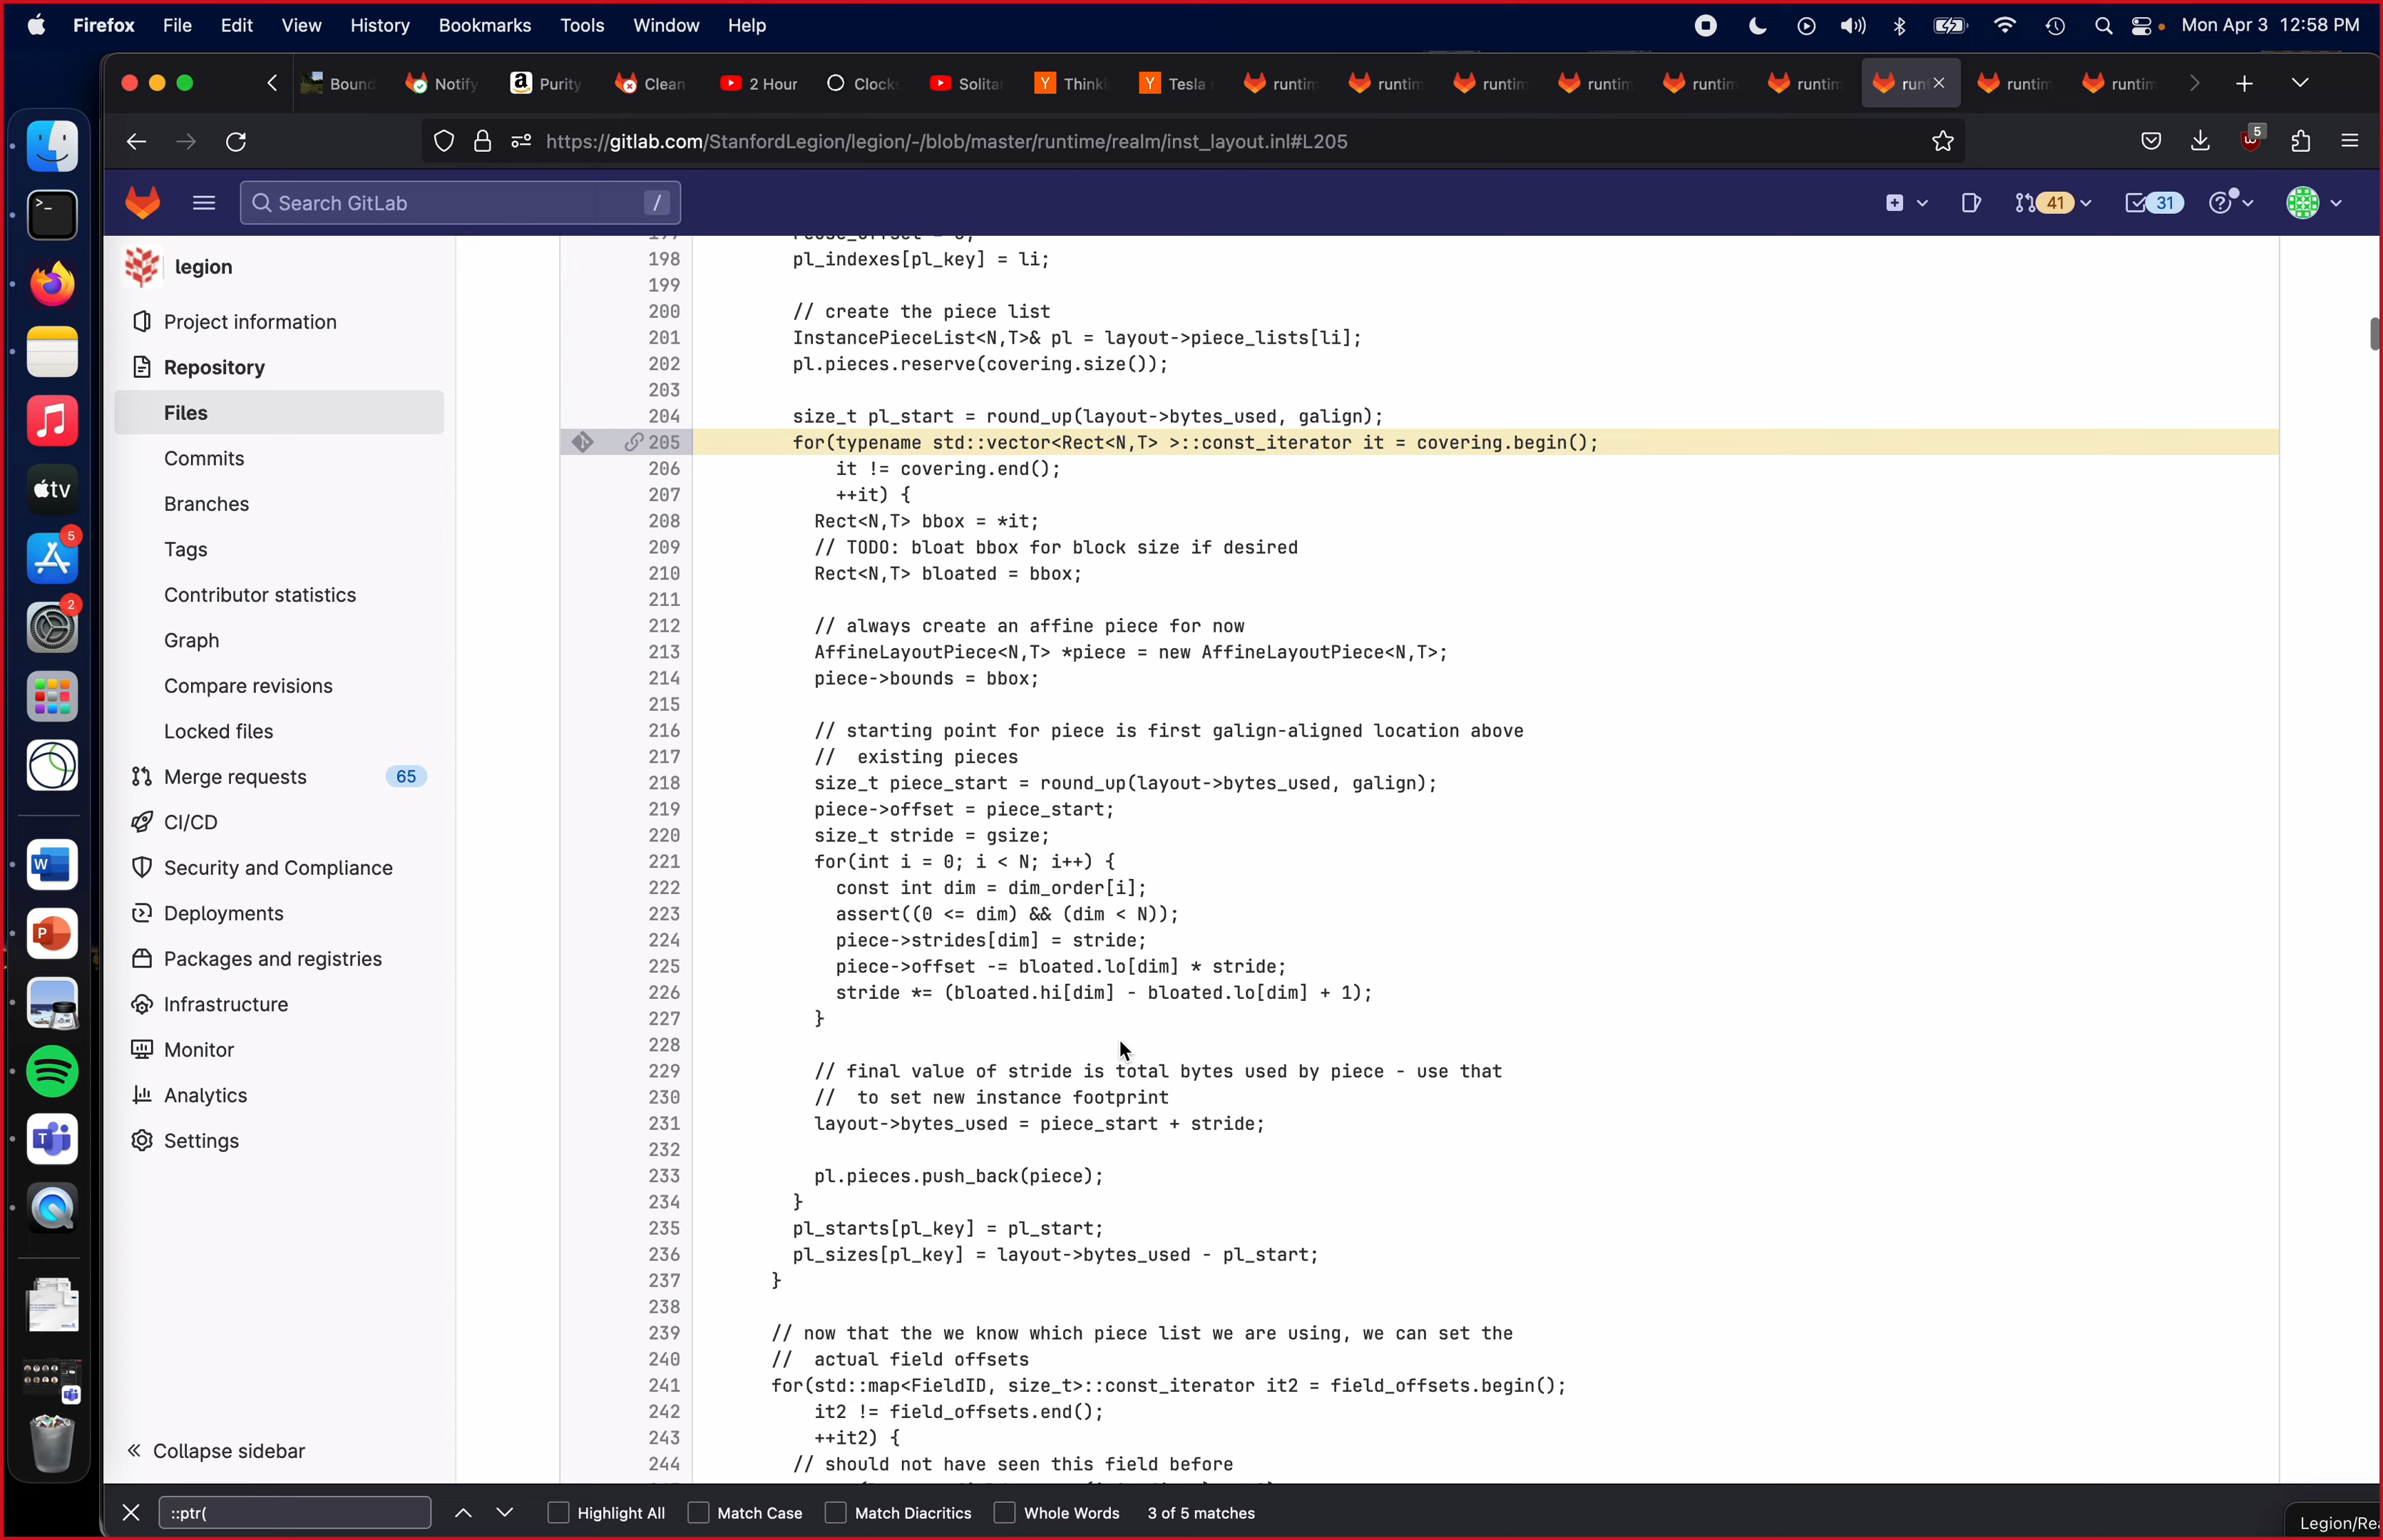 Firefox File Edit View History Bookmarks Tools Window Help Mon Apr 3 12:58 PM
Bound Notify Purity Clean 2 Hour Clock Solita Think Tesla runtim runtim runtim runtim runtim runtim run runtim runtim
https://gitlab.com/StanfordLegion/legion/-/blob/master/runtime/realm/inst_layout.inl#L205 5
Search GitLab / 41 31
legion
Project information
Repository
Files
Commits
Branches
Tags
Contributor statistics
Graph
Compare revisions
Locked files
Merge requests 65
CI/CD
Security and Compliance
Deployments
Packages and registries
Infrastructure
Monitor
Analytics
Settings
Collapse sidebar
tv
5
2
198 pl_indexes[pl_key] = li;
199
200 // create the piece list
201 InstancePieceList<N,T>& pl = layout->piece_lists[li];
202 pl.pieces.reserve(covering.size());
203
204 size_t pl_start = round_up(layout->bytes_used, galign);
205 for(typename std::vector<Rect<N,T> >::const_iterator it = covering.begin();
206 it != covering.end();
207 ++it) {
208 Rect<N,T> bbox = *it;
209 // TODO: bloat bbox for block size if desired
210 Rect<N,T> bloated = bbox;
211
212 // always create an affine piece for now
213 AffineLayoutPiece<N,T> *piece = new AffineLayoutPiece<N,T>;
214 piece->bounds = bbox;
215
216 // starting point for piece is first galign-aligned location above
217 // existing pieces
218 size_t piece_start = round_up(layout->bytes_used, galign);
219 piece->offset = piece_start;
220 size_t stride = gsize;
221 for(int i = 0; i < N; i++) {
222 const int dim = dim_order[i];
223 assert((0 <= dim) && (dim < N));
224 piece->strides[dim] = stride;
225 piece->offset -= bloated.lo[dim] * stride;
226 stride *= (bloated.hi[dim] - bloated.lo[dim] + 1);
227 }
228
229 // final value of stride is total bytes used by piece - use that
230 // to set new instance footprint
231 layout->bytes_used = piece_start + stride;
232
233 pl.pieces.push_back(piece);
234 }
235 pl_starts[pl_key] = pl_start;
236 pl_sizes[pl_key] = layout->bytes_used - pl_start;
237 }
238
239 // now that the we know which piece list we are using, we can set the
240 // actual field offsets
241 for(std::map<FieldID, size_t>::const_iterator it2 = field_offsets.begin();
242 it2 != field_offsets.end();
243 ++it2) {
244 // should not have seen this field before
::ptr( Highlight All Match Case Match Diacritics Whole Words 3 of 5 matches
Legion/Rea